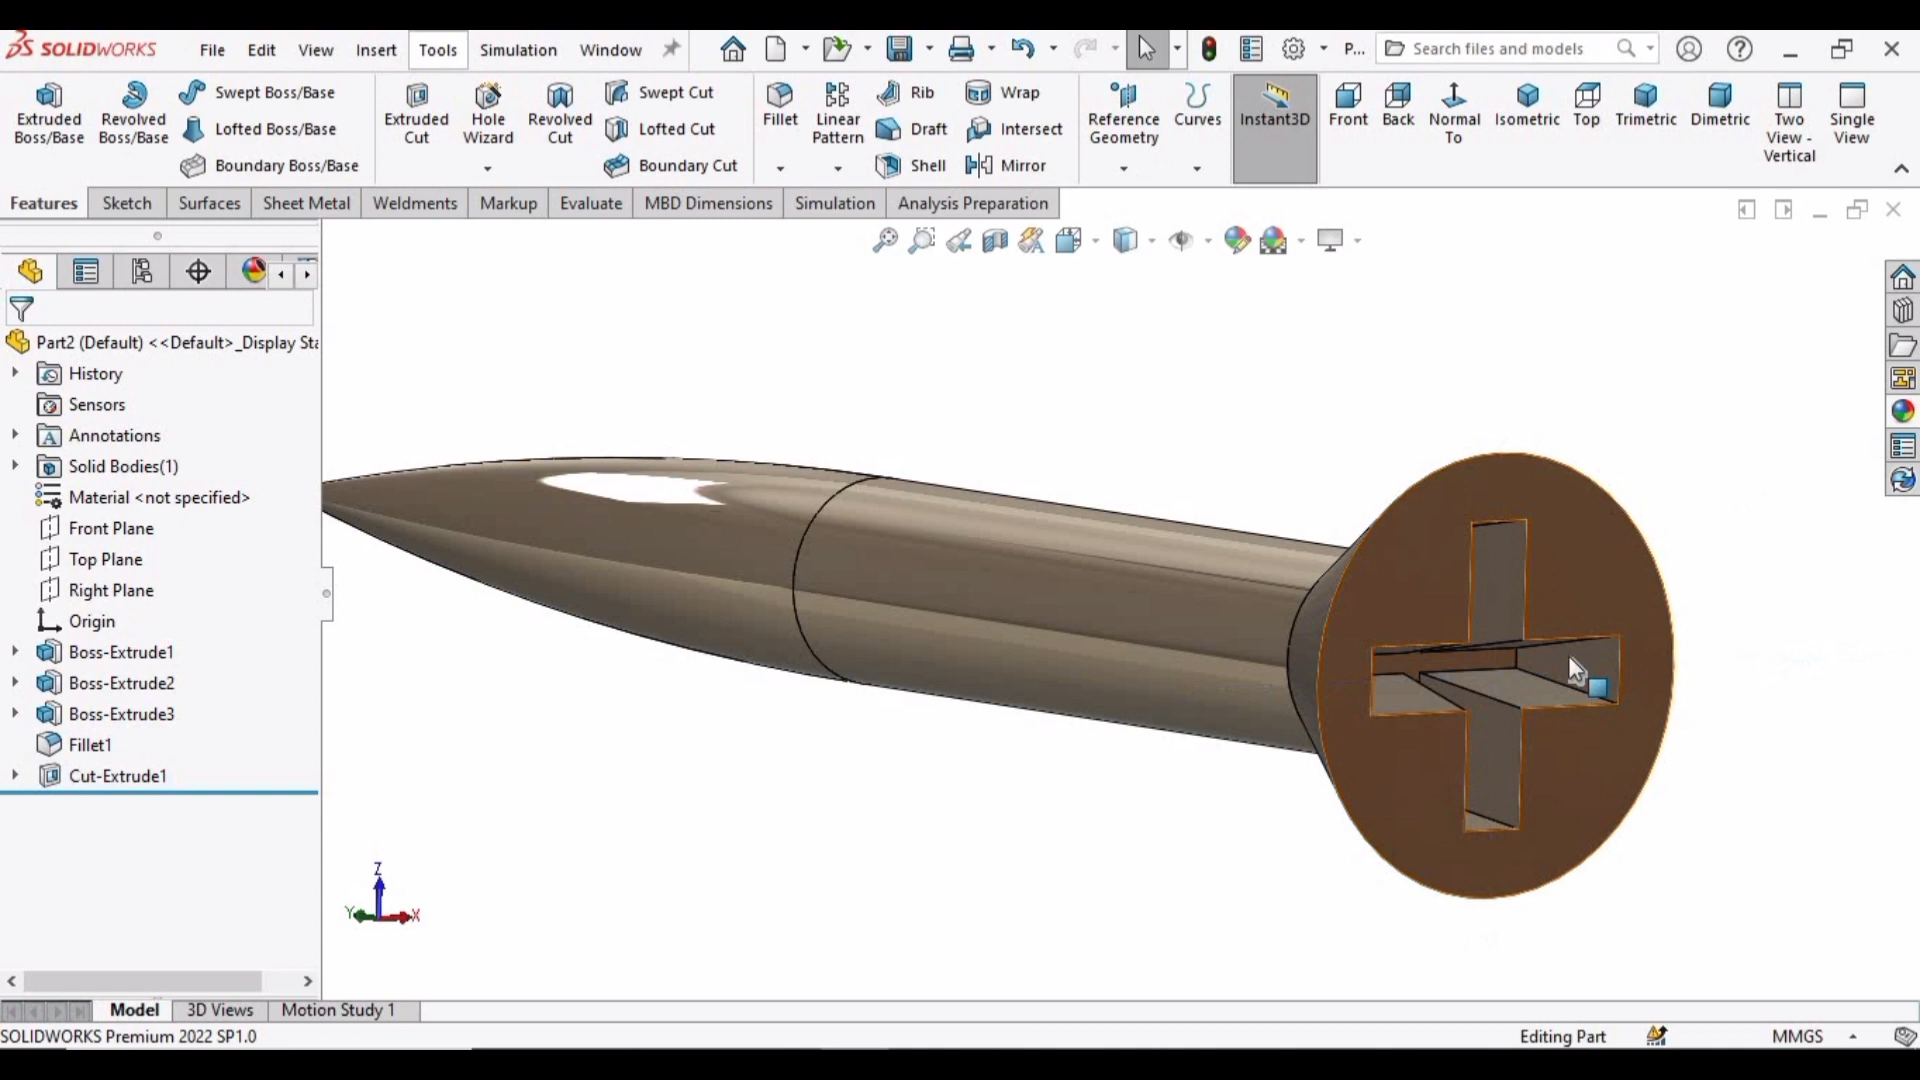 SOLIDWORKS File Edit View Insert Tools Simulation Window P... Search files and models
Extruded Boss/Base
Revolved Boss/Base
Swept Boss/Base
Lofted Boss/Base
Boundary Boss/Base
Extruded Cut
Hole Wizard
Revolved Cut
Swept Cut
Lofted Cut
Boundary Cut
Fillet
Linear Pattern
Rib
Draft
Shell
Wrap
Intersect
Mirror
Reference Geometry
Curves
Instant3D
Front
Back
Normal To
Isometric
Top
Trimetric
Dimetric
Two View - Vertical
Single View
Features Sketch Surfaces Sheet Metal Weldments Markup Evaluate MBD Dimensions Simulation Analysis Preparation
Part2 (Default) <<Default>_Display Sta
History
Sensors
Annotations
Solid Bodies(1)
Material <not specified>
Front Plane
Top Plane
Right Plane
Origin
Boss-Extrude1
Boss-Extrude2
Boss-Extrude3
Fillet1
Cut-Extrude1
Z
Y X
Model 3D Views Motion Study 1
SOLIDWORKS Premium 2022 SP1.0 Editing Part MMGS